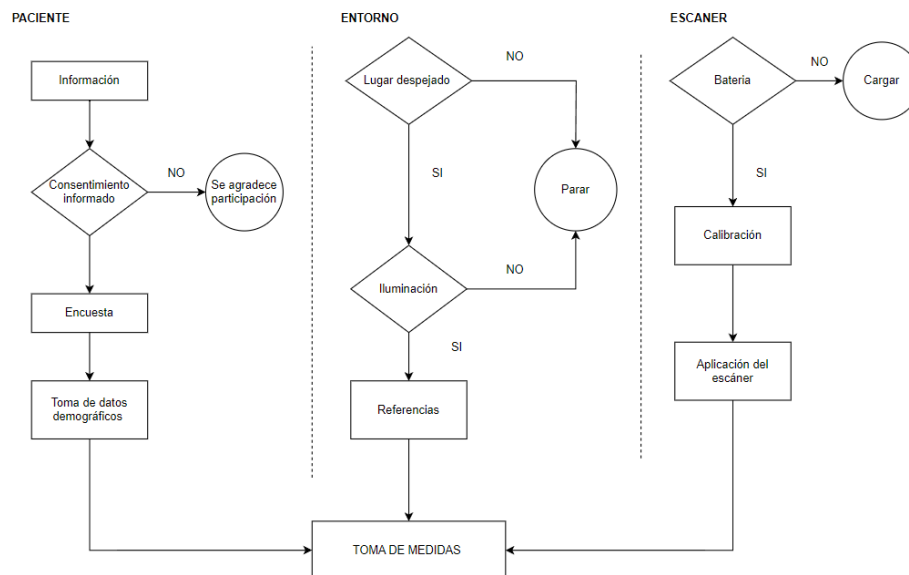 PACIENTE
Información
Consentimiento
informado
NO
Se agradece
participación
Encuesta
Toma de datos
demográficos
ENTORNO
Lugar despejado
NO
SI
Parar
Iluminación
NO
SI
Referencias
ESCANER
Bateria
NO
Cargar
SI
Calibración
Aplicación del
escáner
TOMA DE MEDIDAS